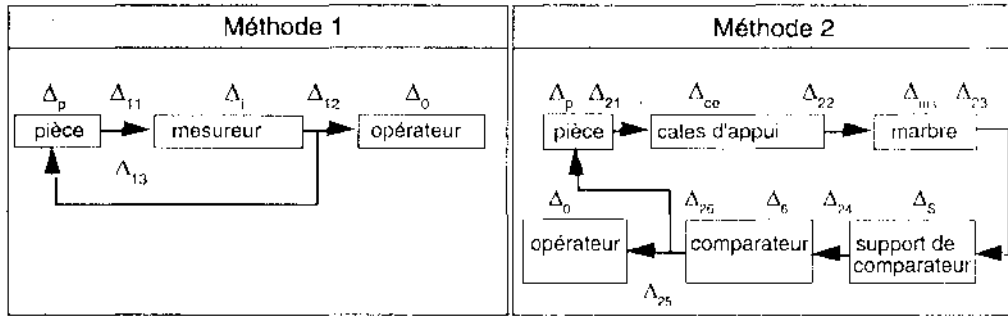 Méthode 1
Δp Δ11 Δi Δ12 Δ0
pièce mesureur opérateur
Δ13
Méthode 2
Δp Δ21 Δce Δ22 Δm Δ23
pièce cales d'appui marbre
Δ0 Δ26 Δ6 Δ24 ΔS
opérateur comparateur support de
comparateur
Δ25